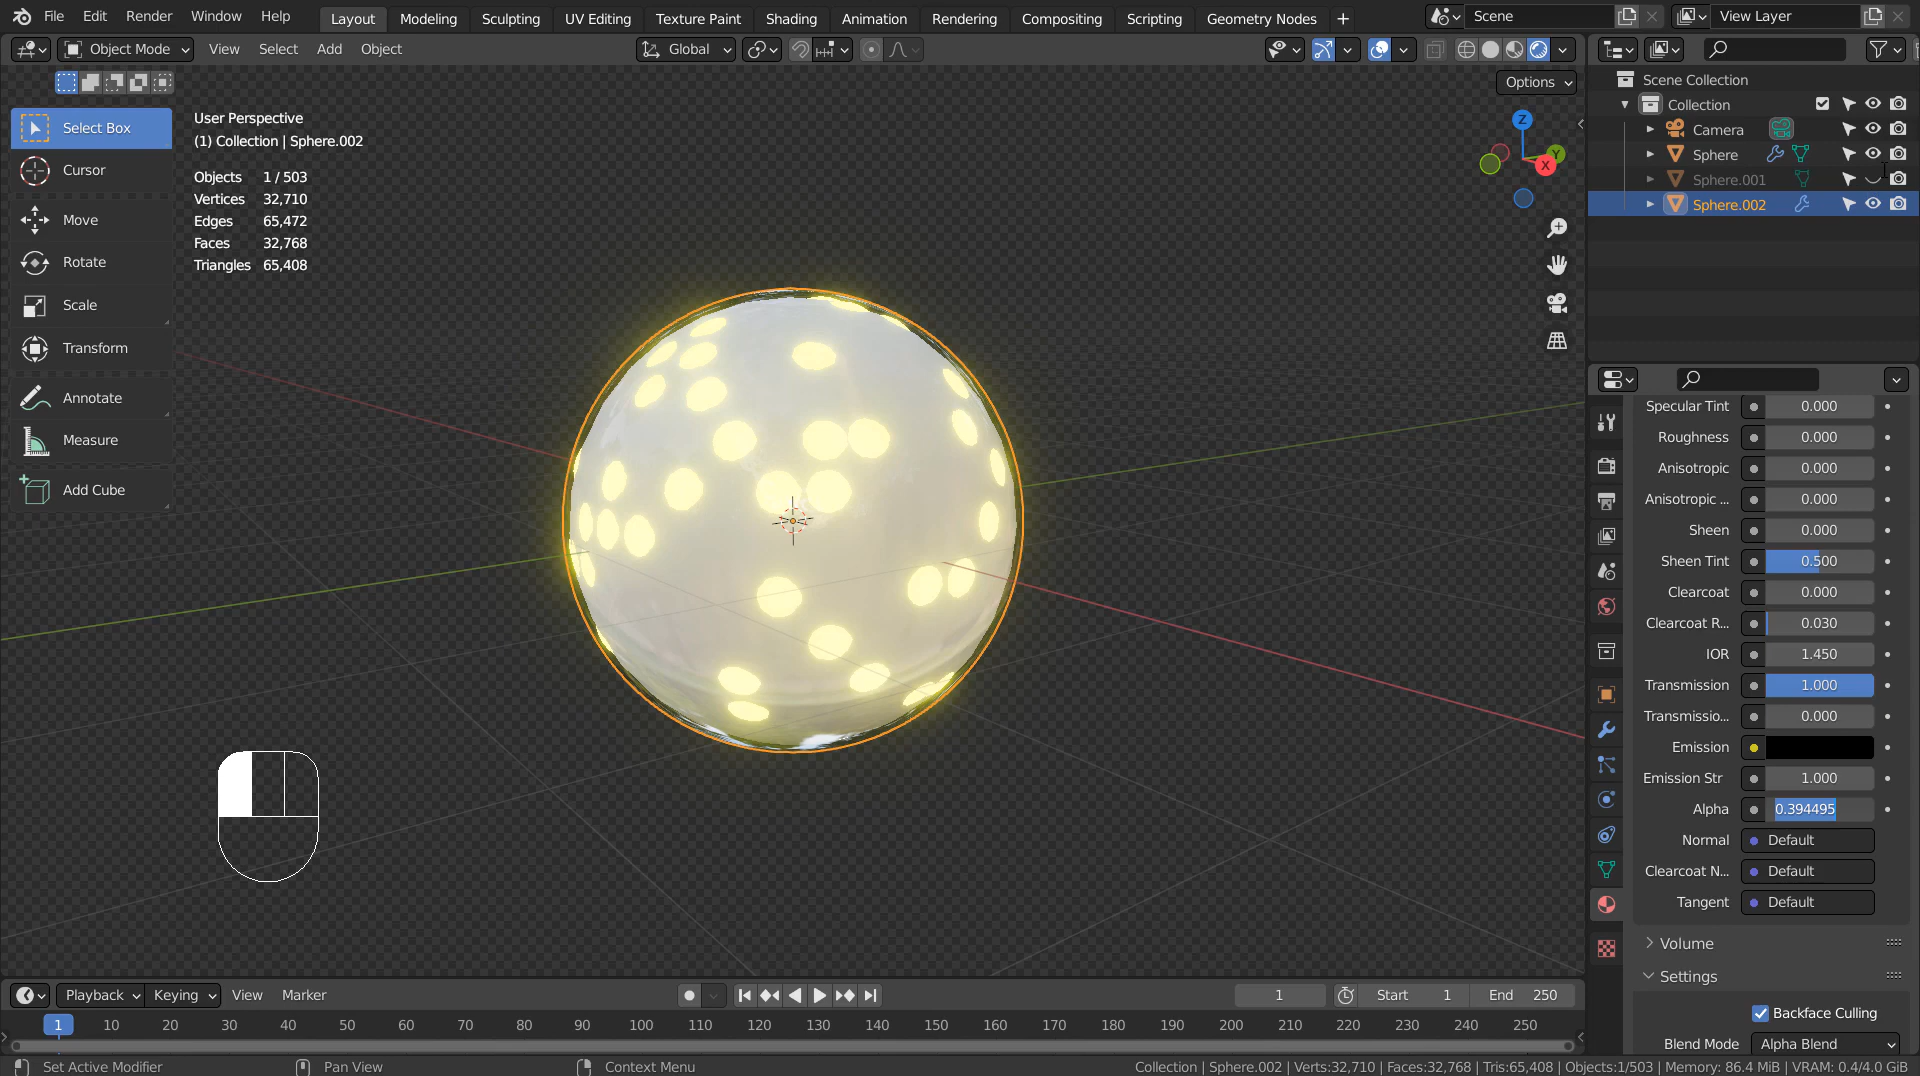 File Edit Render Window Help Layout Modeling Sculpting UV Editing Texture Paint Shading Animation Rendering Compositing Scripting Geometry Nodes + Scene View Layer
Object Mode View Select Add Object Global
Options
Select Box
Cursor
Move
Rotate
Scale
Transform
Annotate
Measure
Add Cube
User Perspective
(1) Collection | Sphere.002
Objects 1 / 503
Vertices 32,710
Edges 65,472
Faces 32,768
Triangles 65,408
Z
Y
X
Scene Collection
Collection
Camera
Sphere
Sphere.001
Sphere.002
Specular Tint 0.000
Roughness 0.000
Anisotropic 0.000
Anisotropic ... 0.000
Sheen 0.000
Sheen Tint 0.500
Clearcoat 0.000
Clearcoat R... 0.030
IOR 1.450
Transmission 1.000
Transmissio... 0.000
Emission
Emission Str 1.000
Alpha 0.394495
Normal Default
Clearcoat N... Default
Tangent Default
Volume
Settings
Backface Culling
Blend Mode Alpha Blend
Playback Keying View Marker 1 Start 1 End 250
1 10 20 30 40 50 60 70 80 90 100 110 120 130 140 150 160 170 180 190 200 210 220 230 240 250
Set Active Modifier Pan View Context Menu Collection | Sphere.002 | Verts:32,710 | Faces:32,768 | Tris:65,408 | Objects:1/503 | Memory: 86.4 MiB | VRAM: 0.4/4.0 GiB